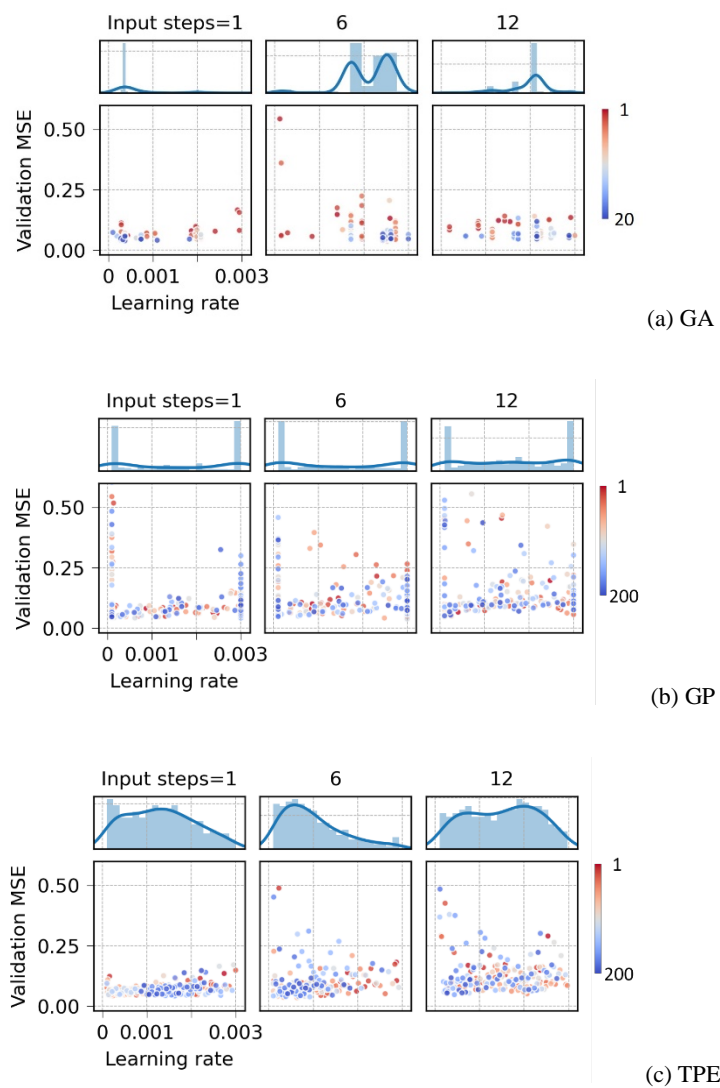 Input steps=1 6 12
Validation MSE
0.50
0.25
0.00
1
20
0 0.001 0.003
Learning rate
(a) GA
Input steps=1 6 12
Validation MSE
0.50
0.25
0.00
1
200
0 0.001 0.003
Learning rate
(b) GP
Input steps=1 6 12
Validation MSE
0.50
0.25
0.00
1
200
0 0.001 0.003
Learning rate
(c) TPE